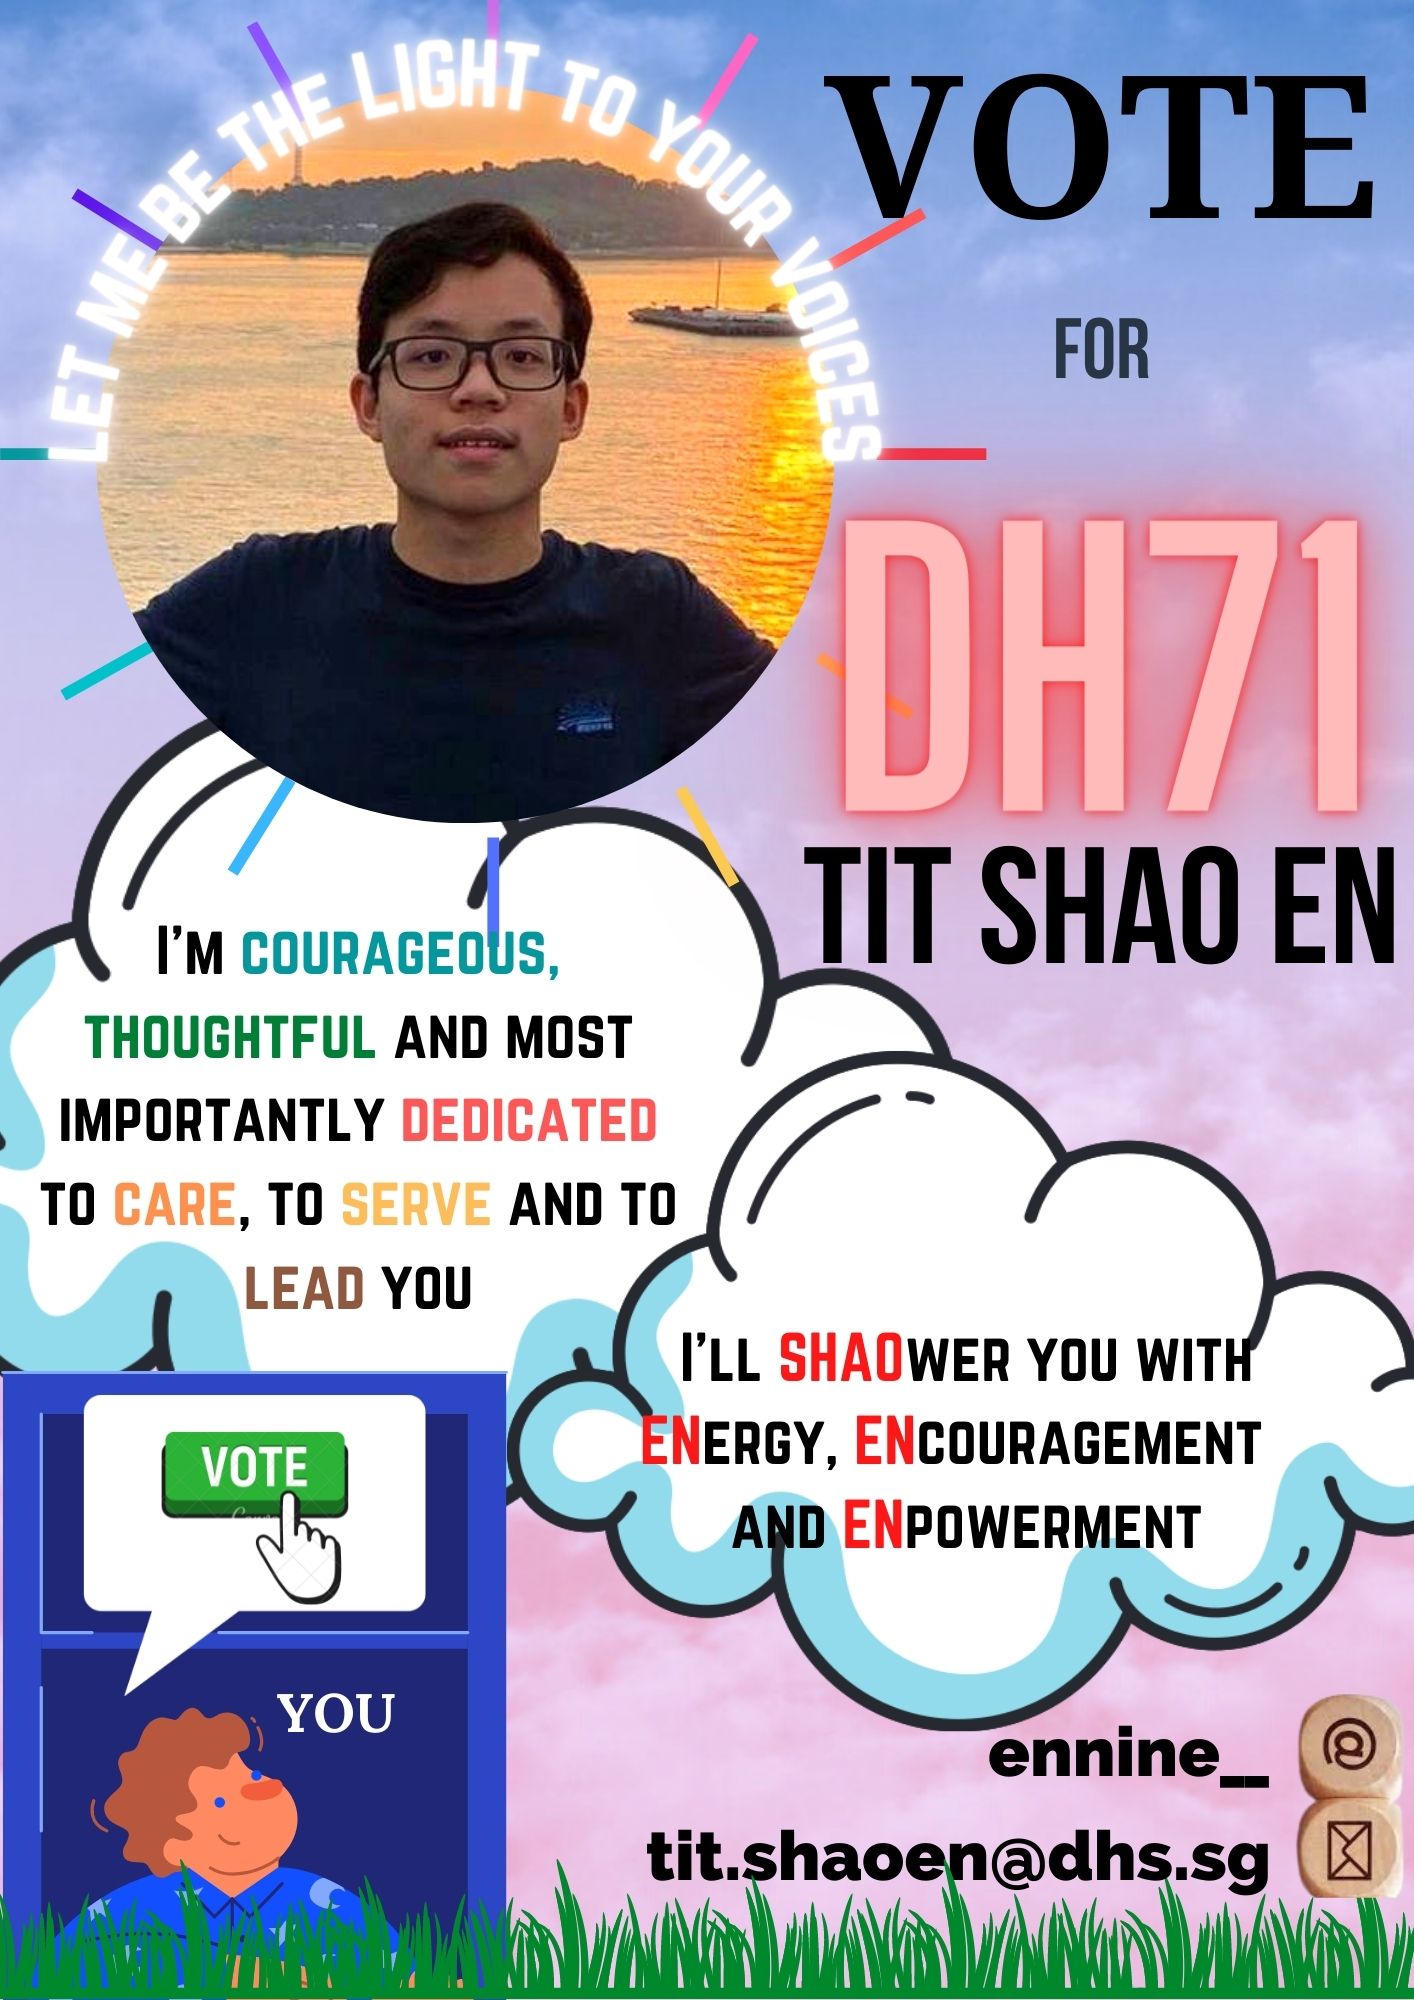 LET ME BE THE LIGHT TO YOUR VOICES
VOTE
FOR
DH71
TIT SHAO EN
I'M COURAGEOUS,
THOUGHTFUL AND MOST
IMPORTANTLY DEDICATED
TO CARE, TO SERVE AND TO
LEAD YOU
I'LL SHAOWER YOU WITH
ENERGY, ENCOURAGEMENT
AND ENPOWERMENT
VOTE
YOU
ennine__
@
tit.shaoen@dhs.sg